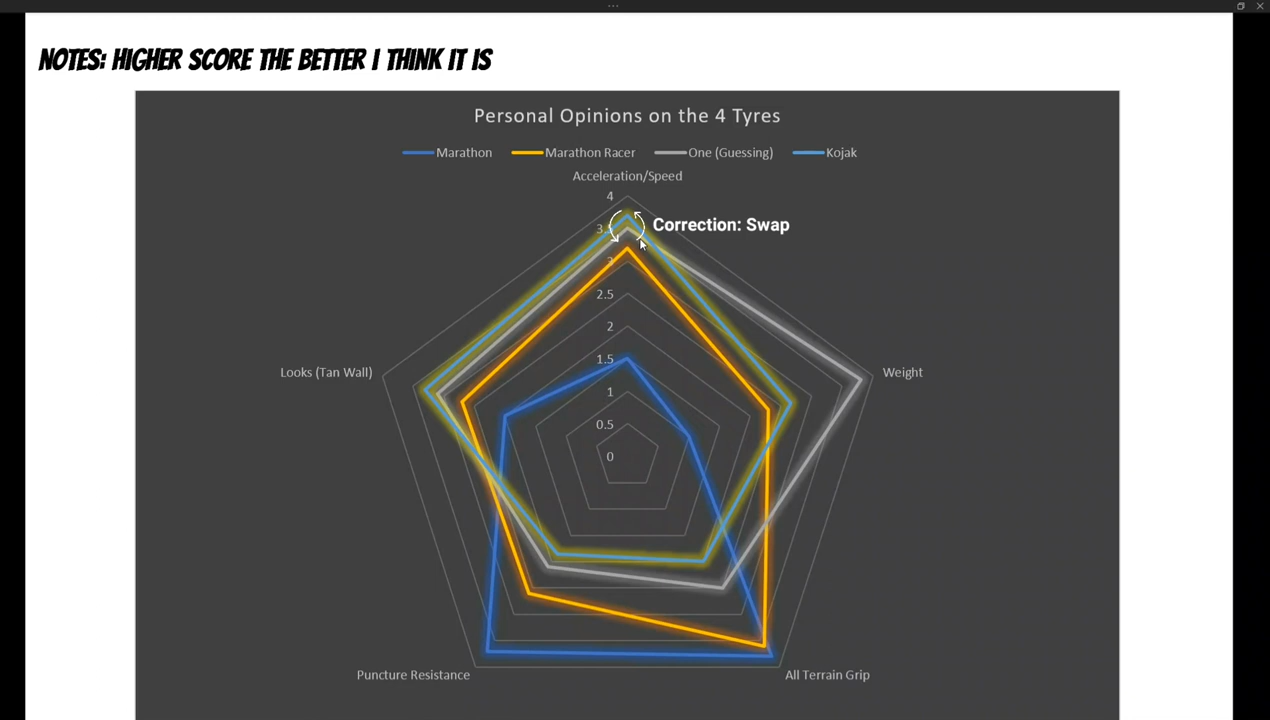 NOTES: HIGHER SCORE THE BETTER I THINK IT IS
Personal Opinions on the 4 Tyres
Marathon Marathon Racer One (Guessing) Kojak
Acceleration/Speed
4
Correction: Swap
3
2.5
2
1.5
1
0.5
0
Looks (Tan Wall)
Weight
Puncture Resistance
All Terrain Grip